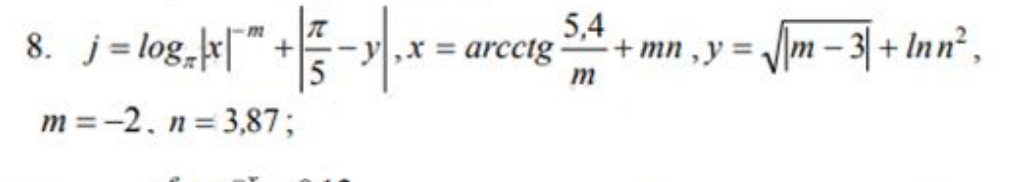 8. j = log_π|x|^{-m} + |π/5 − y|, x = arcctg 5,4/m + mn, y = √|m − 3| + ln n²,
m = −2, n = 3,87;